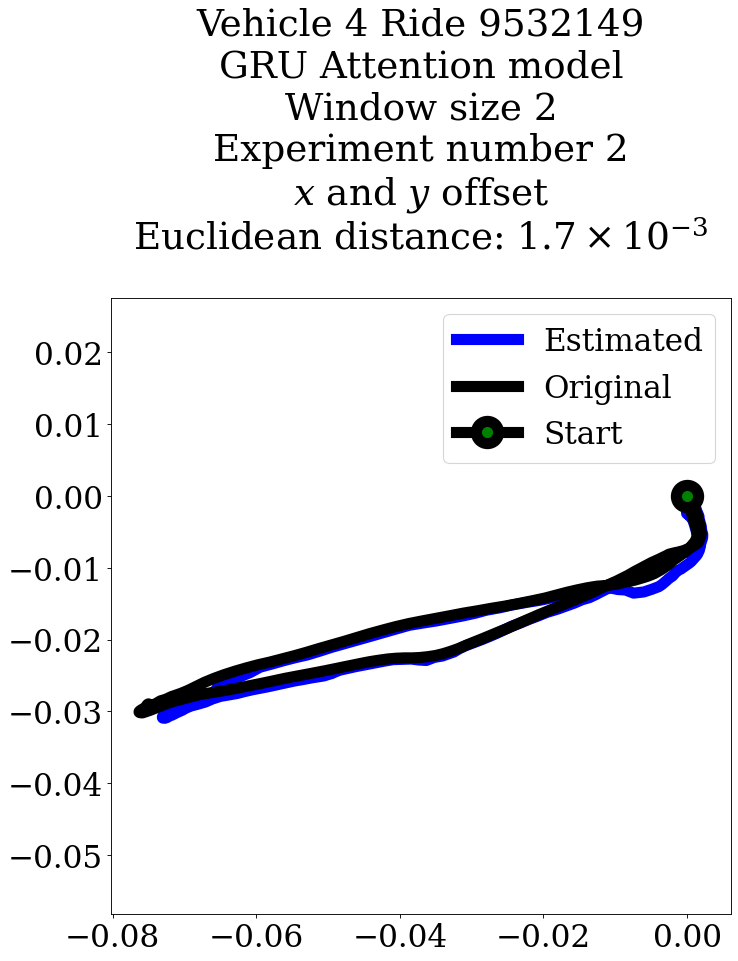 Vehicle 4 Ride 9532149
GRU Attention model
Window size 2
Experiment number 2
x and y offset
Euclidean distance: 1.7 × 10⁻³
Estimated
Original
Start
0.02
0.01
0.00
−0.01
−0.02
−0.03
−0.04
−0.05
−0.08 −0.06 −0.04 −0.02 0.00